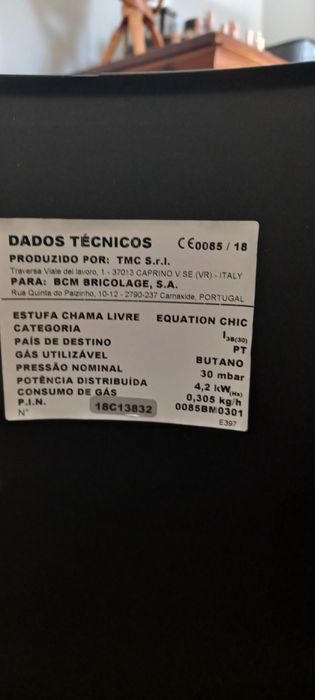 DADOS TÉCNICOS CE0085 / 18
PRODUZIDO POR: TMC S.r.l.
Traversa Viale del lavoro, 1 - 37013 CAPRINO V.SE (VR) - ITALY
PARA: BCM BRICOLAGE, S.A.
Rua Quinta do Paizinho, 10-12 - 2790-237 Carnaxide, PORTUGAL
ESTUFA CHAMA LIVRE EQUATION CHIC
CATEGORIA I3B(30)
PAÍS DE DESTINO PT
GÁS UTILIZÁVEL BUTANO
PRESSÃO NOMINAL 30 mbar
POTÊNCIA DISTRIBUÍDA 4,2 kW(Hs)
CONSUMO DE GÁS 0,305 kg/h
P.I.N. 0085BM0301
N° 18C13832 E397